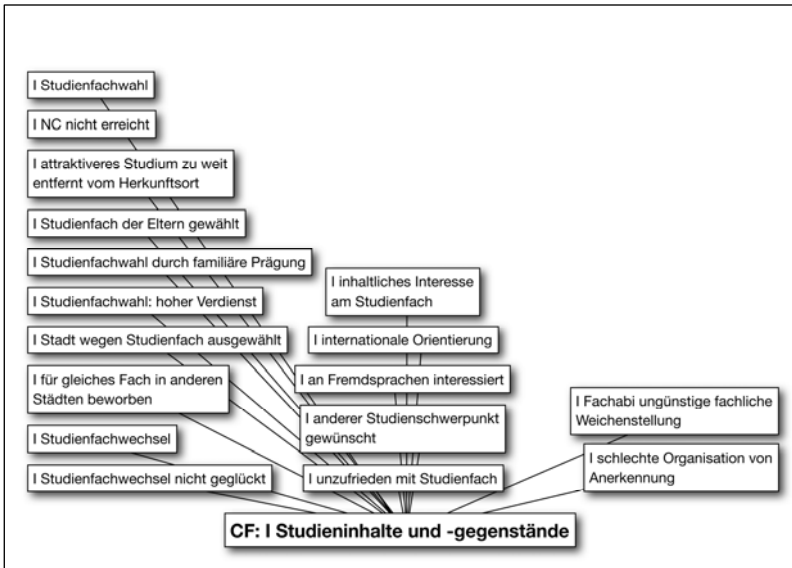 I Studienfachwahl
I NC nicht erreicht
I attraktiveres Studium zu weit
entfernt vom Herkunftsort
I Studienfach der Eltern gewählt
I Studienfachwahl durch familiäre Prägung
I Studienfachwahl: hoher Verdienst
I Stadt wegen Studienfach ausgewählt
I für gleiches Fach in anderen
Städten beworben
I Studienfachwechsel
I Studienfachwechsel nicht geglückt
I inhaltliches Interesse
am Studienfach
I internationale Orientierung
I an Fremdsprachen interessiert
I anderer Studienschwerpunkt
gewünscht
I unzufrieden mit Studienfach
I Fachabi ungünstige fachliche
Weichenstellung
I schlechte Organisation von
Anerkennung
CF: I Studieninhalte und -gegenstände